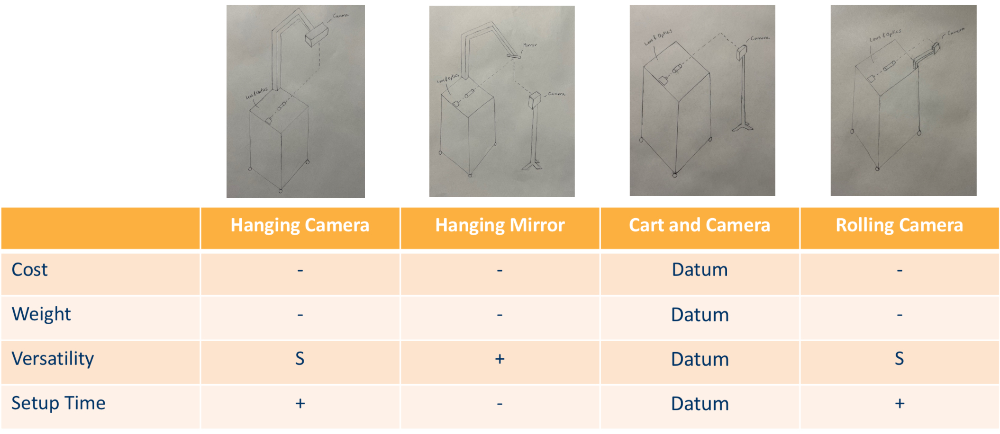 Camera
Lens & Optics
Mirror
Lens & Optics
Camera
Lens & Optics
Camera
Lens & Optics
Camera
Hanging Camera Hanging Mirror Cart and Camera Rolling Camera
Cost - - Datum -
Weight - - Datum -
Versatility S + Datum S
Setup Time + - Datum +